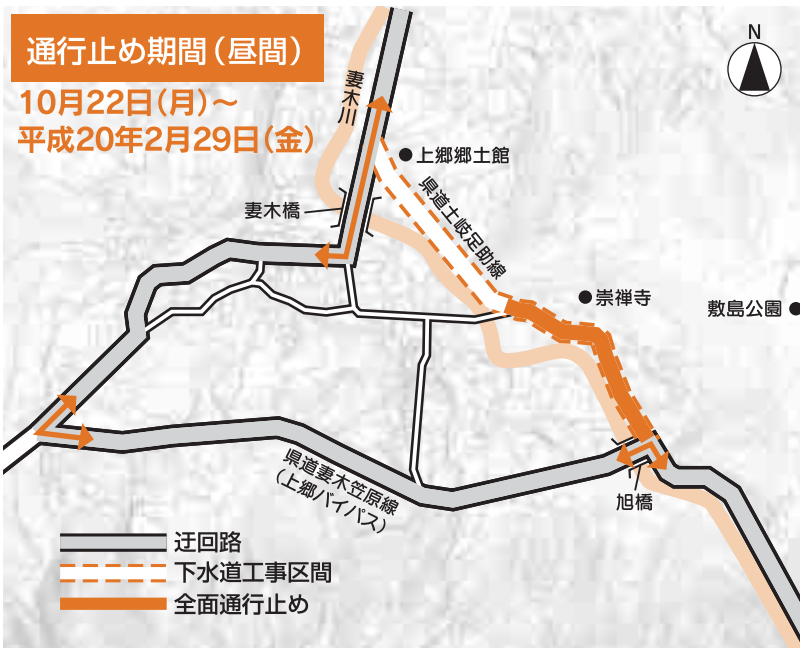 通行止め期間（昼間）
10月22日(月)～
平成20年2月29日(金)
N
妻木川
上郷郷土館
県道土岐足助線
妻木橋
崇禅寺
敷島公園
県道妻木笠原線
（上郷バイパス）
旭橋
迂回路
下水道工事区間
全面通行止め